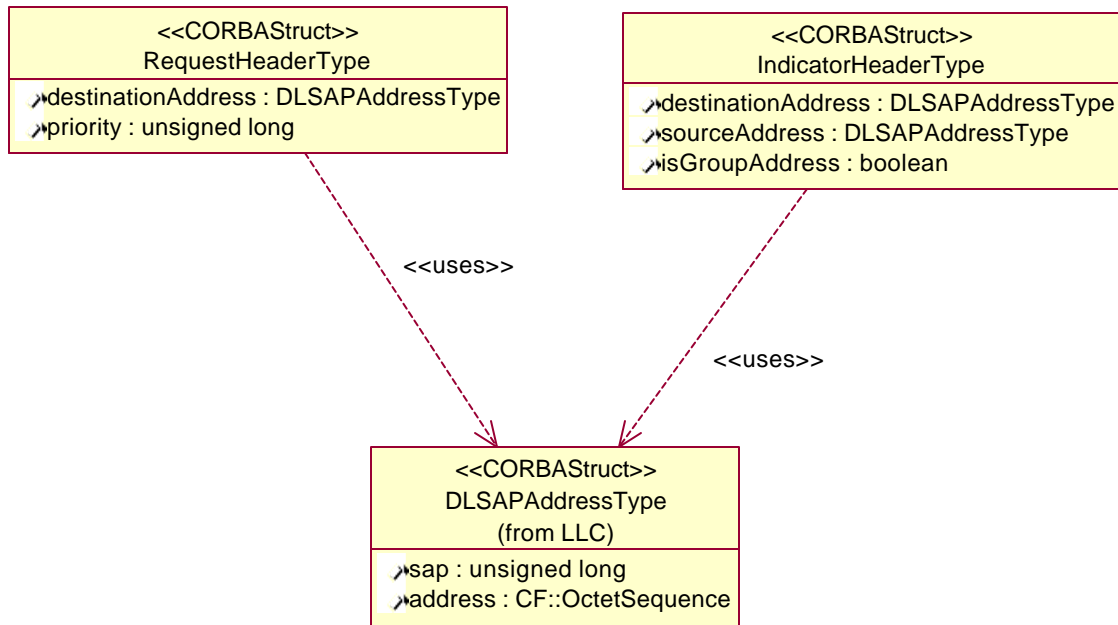 <<CORBAStruct>>
RequestHeaderType
destinationAddress : DLSAPAddressType
priority : unsigned long
<<CORBAStruct>>
IndicatorHeaderType
destinationAddress : DLSAPAddressType
sourceAddress : DLSAPAddressType
isGroupAddress : boolean
<<uses>>
<<uses>>
<<CORBAStruct>>
DLSAPAddressType
(from LLC)
sap : unsigned long
address : CF::OctetSequence